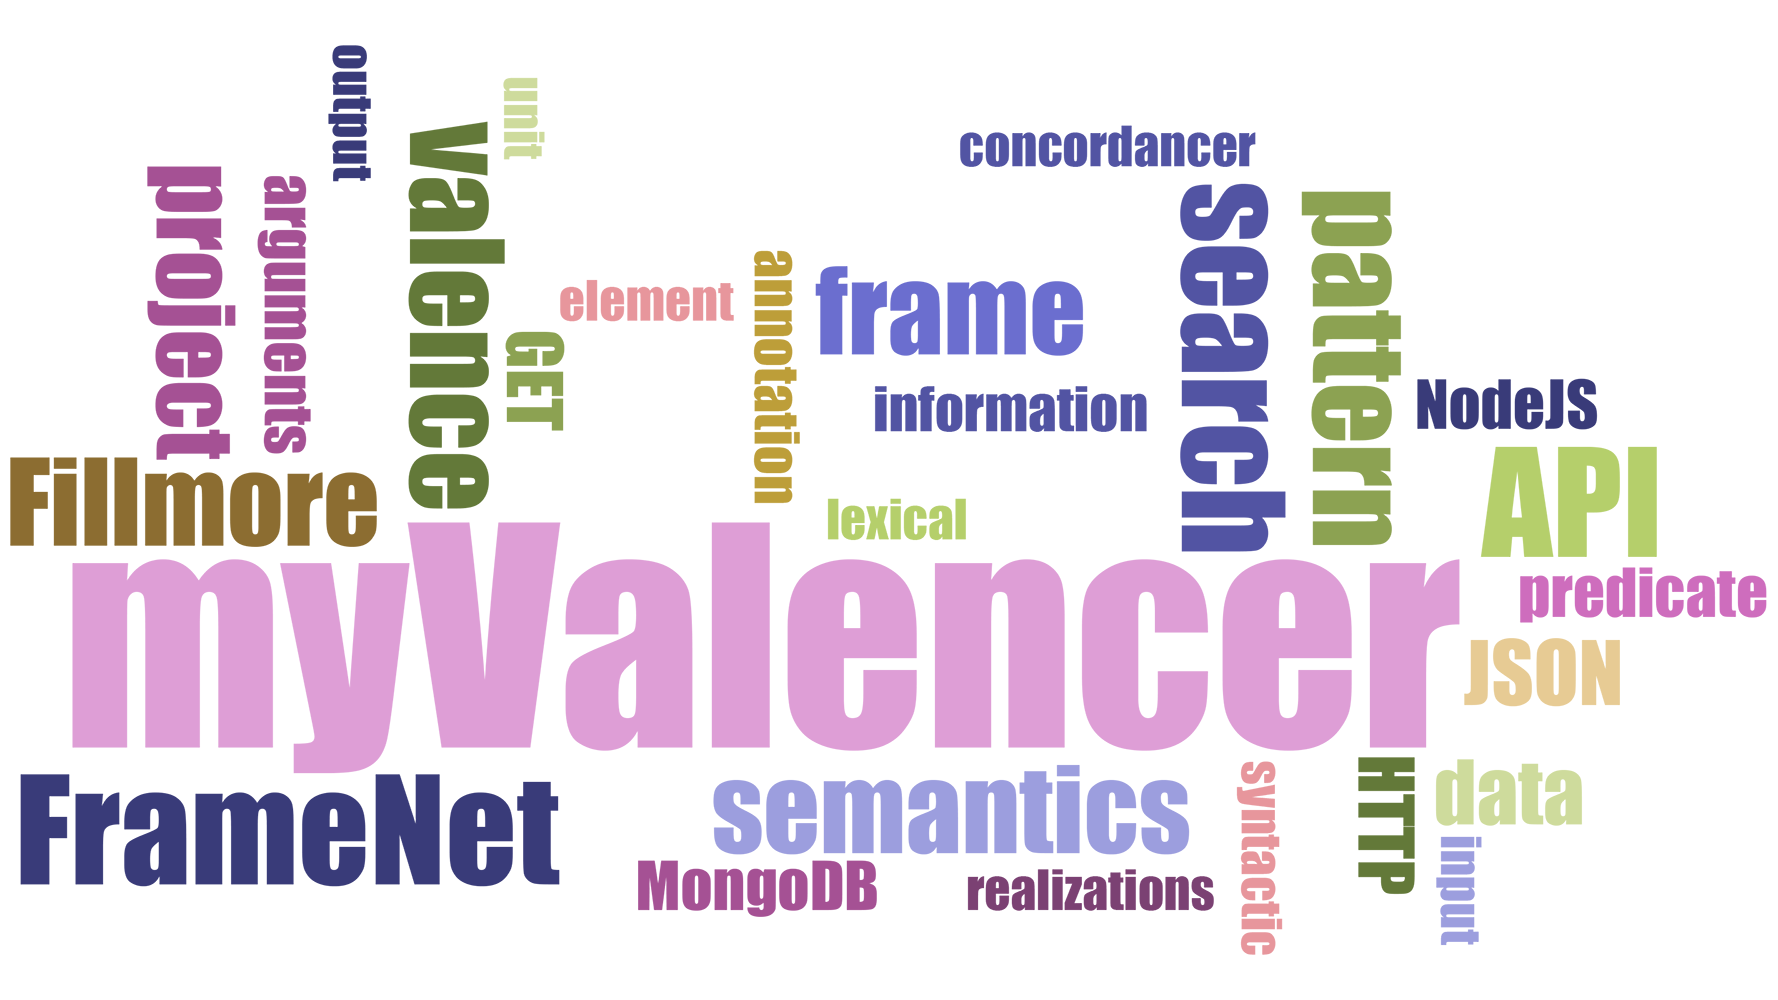 output
unit
valence
project
arguments
concordancer
search
pattern
annotation
element
frame
GET
information
NodeJS
Fillmore
lexical
API
myValencer
predicate
JSON
FrameNet
semantics
syntactic
HTTP
data
MongoDB
realizations
input